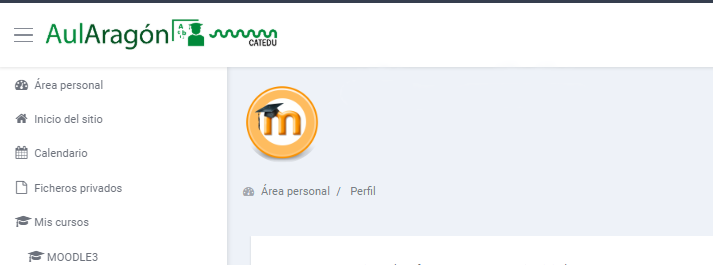 AulAragón
CATEDU
Área personal
Inicio del sitio
Calendario
Ficheros privados
Mis cursos
MOODLE3
m
Área personal / Perfil